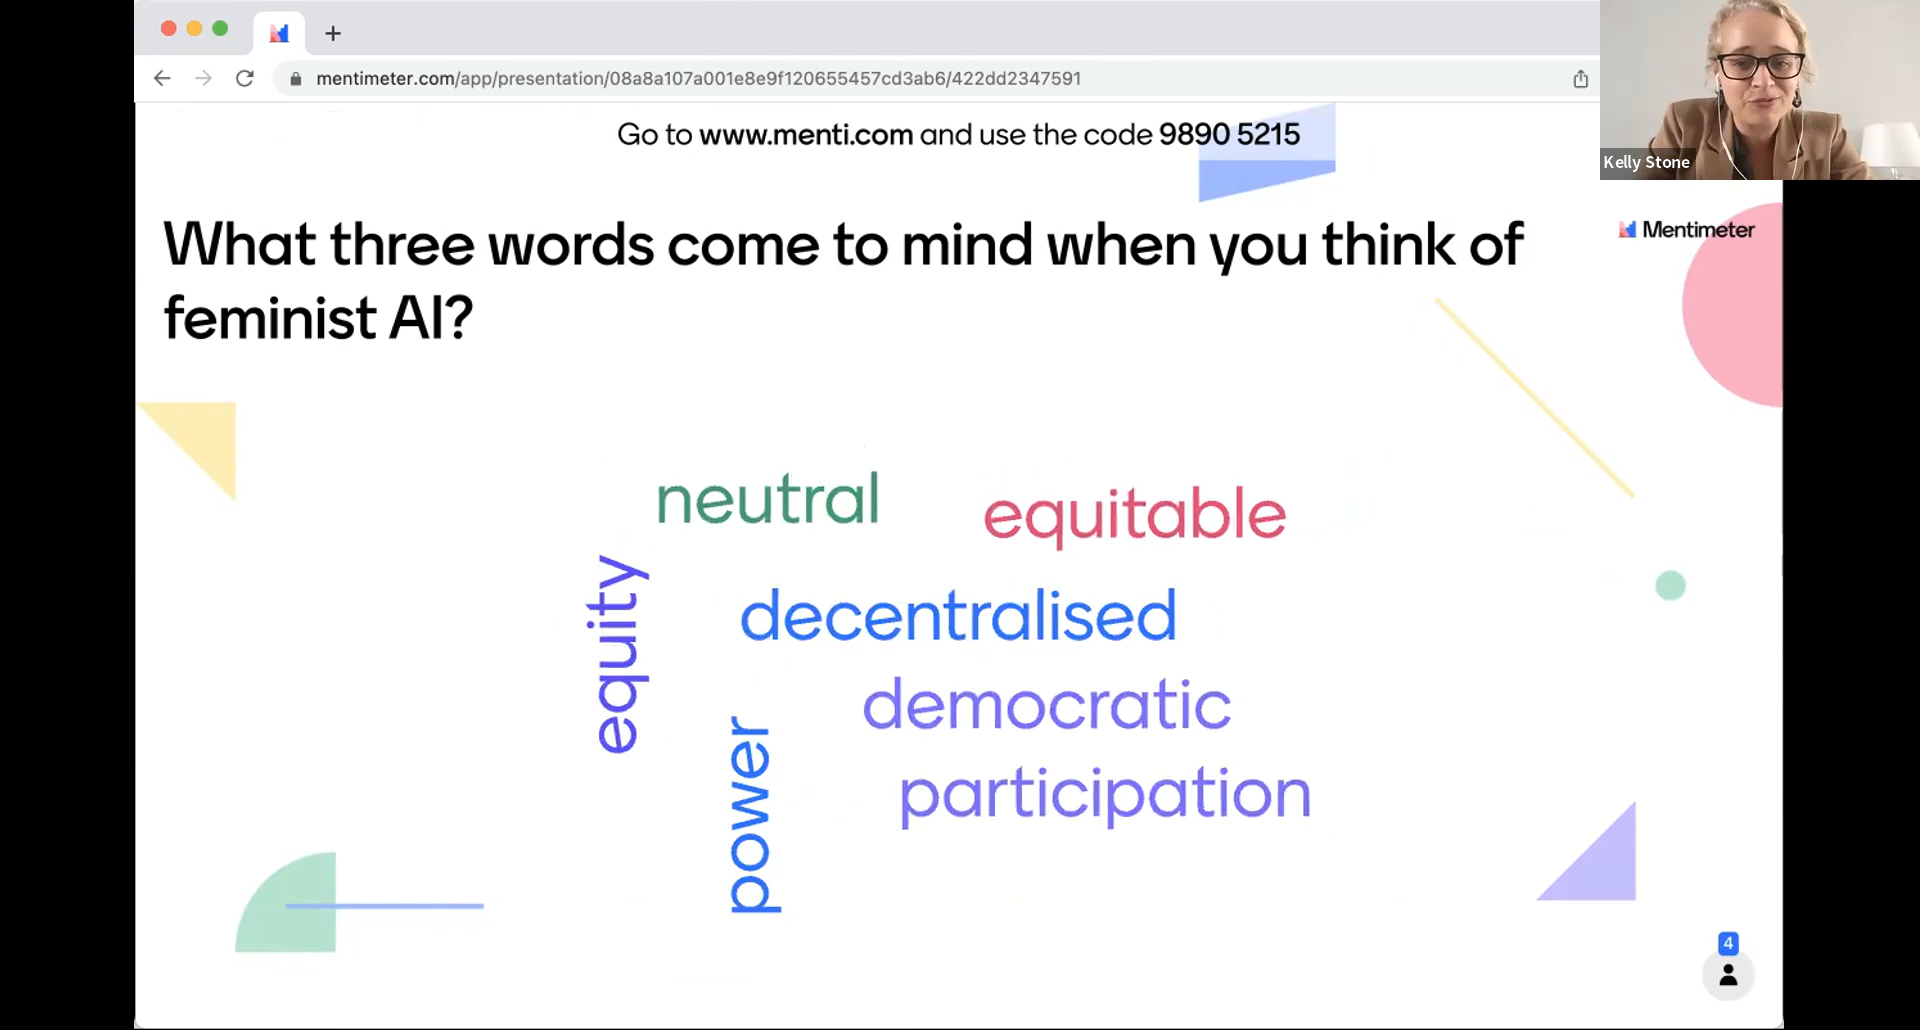 mentimeter.com/app/presentation/08a8a107a001e8e9f120655457cd3ab6/422dd2347591
Kelly Stone
Go to www.menti.com and use the code 9890 5215
Mentimeter
What three words come to mind when you think of
feminist AI?
neutral
equitable
equity
decentralised
democratic
power
participation
4